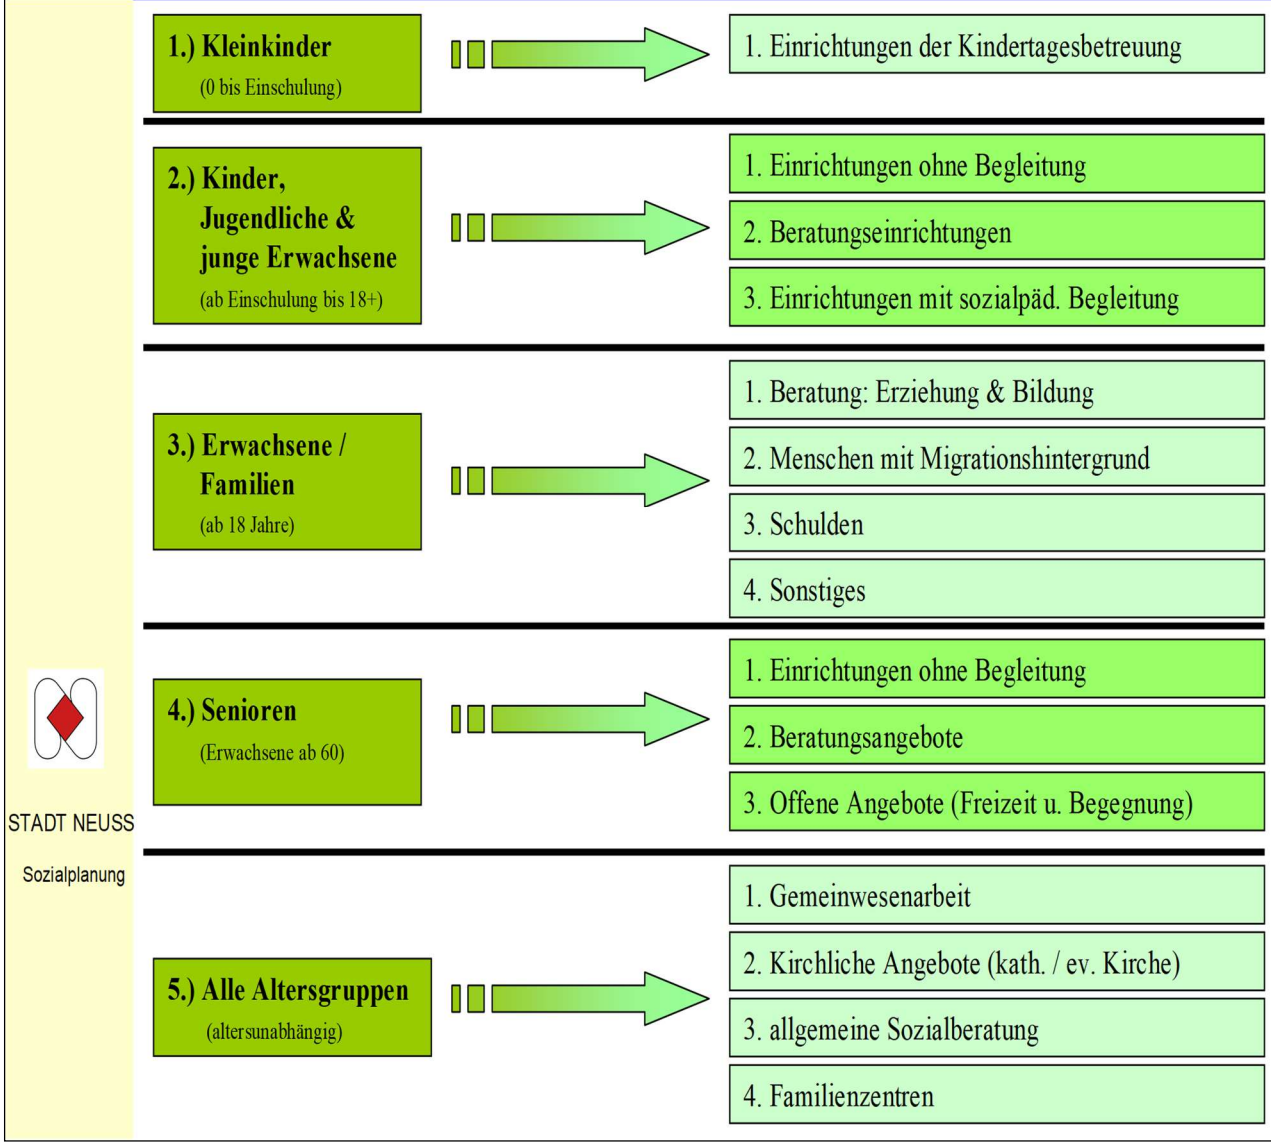 1.) Kleinkinder
(0 bis Einschulung)
1. Einrichtungen der Kindertagesbetreuung
2.) Kinder,
Jugendliche &
junge Erwachsene
(ab Einschulung bis 18+)
1. Einrichtungen ohne Begleitung
2. Beratungseinrichtungen
3. Einrichtungen mit sozialpäd. Begleitung
3.) Erwachsene /
Familien
(ab 18 Jahre)
1. Beratung: Erziehung & Bildung
2. Menschen mit Migrationshintergrund
3. Schulden
4. Sonstiges
4.) Senioren
(Erwachsene ab 60)
1. Einrichtungen ohne Begleitung
2. Beratungsangebote
3. Offene Angebote (Freizeit u. Begegnung)
5.) Alle Altersgruppen
(altersunabhängig)
1. Gemeinwesenarbeit
2. Kirchliche Angebote (kath. / ev. Kirche)
3. allgemeine Sozialberatung
4. Familienzentren
STADT NEUSS
Sozialplanung